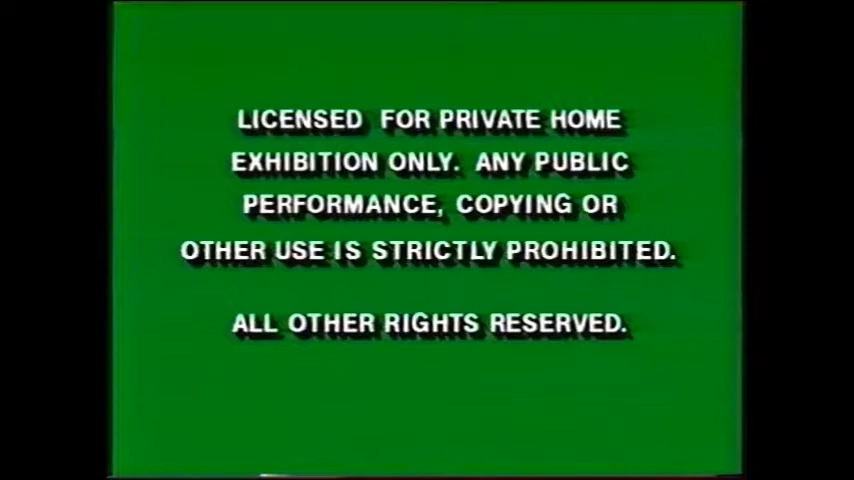 LICENSED FOR PRIVATE HOME
EXHIBITION ONLY. ANY PUBLIC
PERFORMANCE, COPYING OR
OTHER USE IS STRICTLY PROHIBITED.
ALL OTHER RIGHTS RESERVED.